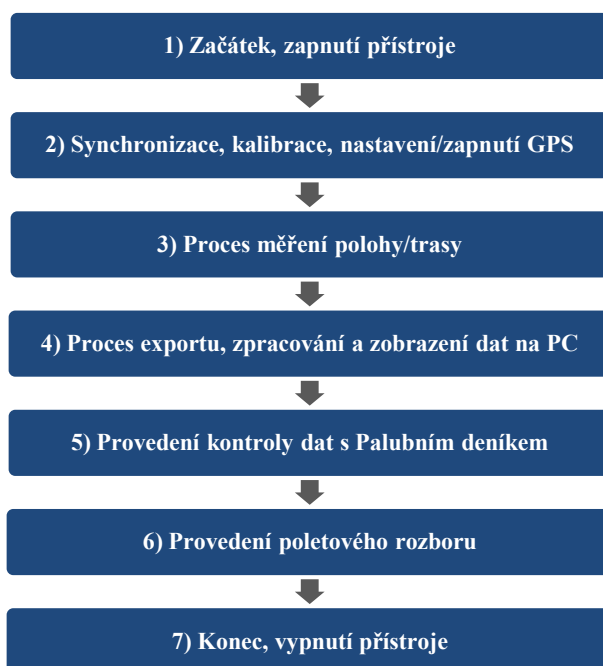 1) Začátek, zapnutí přístroje
2) Synchronizace, kalibrace, nastavení/zapnutí GPS
3) Proces měření polohy/trasy
4) Proces exportu, zpracování a zobrazení dat na PC
5) Provedení kontroly dat s Palubním deníkem
6) Provedení poletového rozboru
7) Konec, vypnutí přístroje